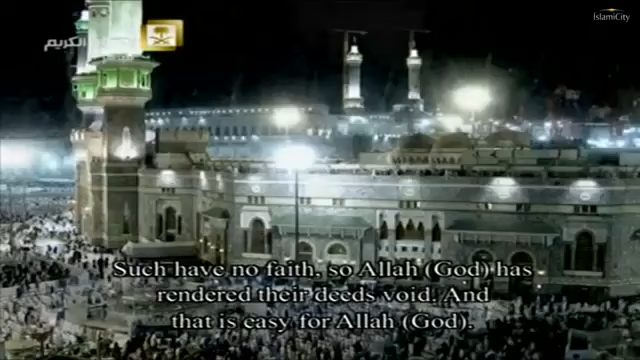 IslamiCity
الكريم
Such have no faith, so Allah (God) has
rendered their deeds void. And
that is easy for Allah (God).